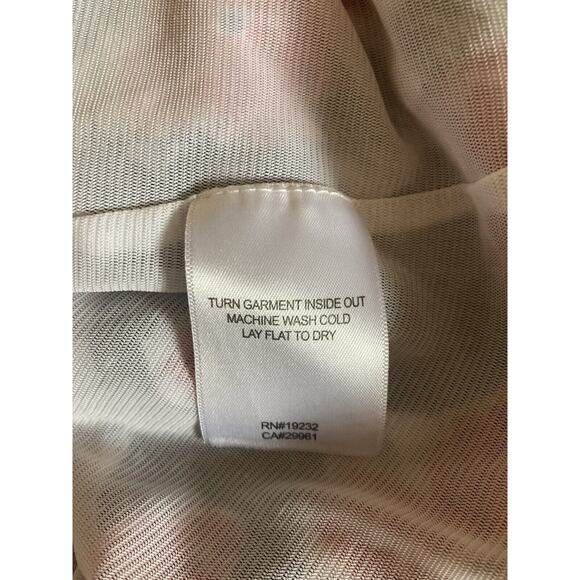 TURN GARMENT INSIDE OUT
MACHINE WASH COLD
LAY FLAT TO DRY
RN#19232
CA#29961